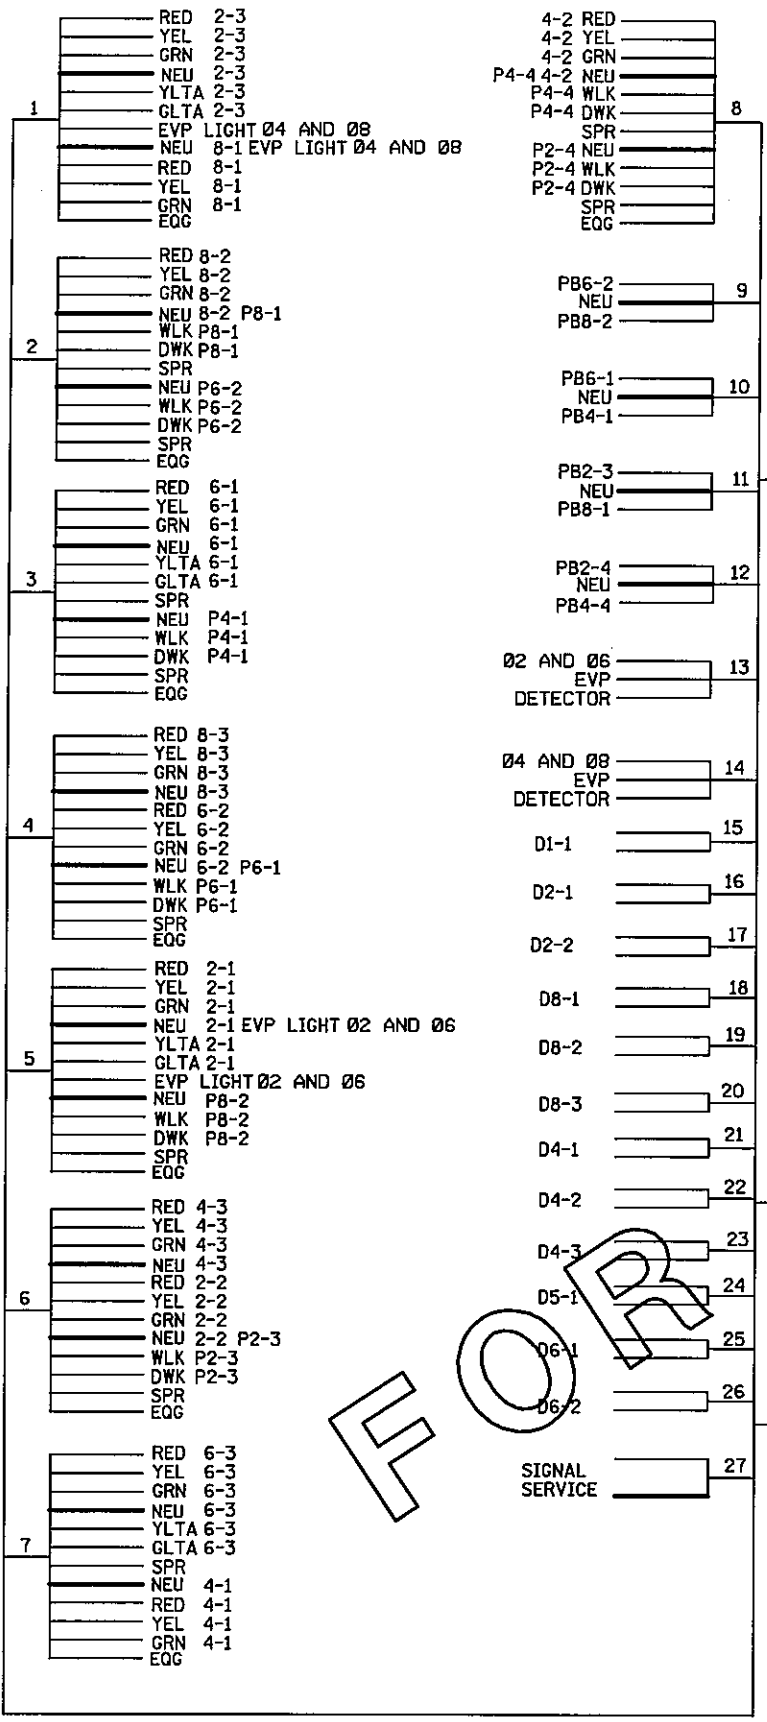 1
RED 2-3
YEL 2-3
GRN 2-3
NEU 2-3
YLTA 2-3
GLTA 2-3
EVP LIGHT Ø4 AND Ø8
NEU 8-1 EVP LIGHT Ø4 AND Ø8
RED 8-1
YEL 8-1
GRN 8-1
EQG
2
RED 8-2
YEL 8-2
GRN 8-2
NEU 8-2 P8-1
WLK P8-1
DWK P8-1
SPR
NEU P6-2
WLK P6-2
DWK P6-2
SPR
EQG
3
RED 6-1
YEL 6-1
GRN 6-1
NEU 6-1
YLTA 6-1
GLTA 6-1
SPR
NEU P4-1
WLK P4-1
DWK P4-1
SPR
EQG
4
RED 8-3
YEL 8-3
GRN 8-3
NEU 8-3
RED 6-2
YEL 6-2
GRN 6-2
NEU 6-2 P6-1
WLK P6-1
DWK P6-1
SPR
EQG
5
RED 2-1
YEL 2-1
GRN 2-1
NEU 2-1 EVP LIGHT Ø2 AND Ø6
YLTA 2-1
GLTA 2-1
EVP LIGHT Ø2 AND Ø6
NEU P8-2
WLK P8-2
DWK P8-2
SPR
EQG
6
RED 4-3
YEL 4-3
GRN 4-3
NEU 4-3
RED 2-2
YEL 2-2
GRN 2-2
NEU 2-2 P2-3
WLK P2-3
DWK P2-3
SPR
EQG
7
RED 6-3
YEL 6-3
GRN 6-3
NEU 6-3
YLTA 6-3
GLTA 6-3
SPR
NEU 4-1
RED 4-1
YEL 4-1
GRN 4-1
EQG
4-2 RED
4-2 YEL
4-2 GRN
P4-4 4-2 NEU
P4-4 WLK
P4-4 DWK
SPR
P2-4 NEU
P2-4 WLK
P2-4 DWK
SPR
EQG
8
PB6-2
NEU
PB8-2
9
PB6-1
NEU
PB4-1
10
PB2-3
NEU
PB8-1
11
PB2-4
NEU
PB4-4
12
Ø2 AND Ø6
EVP
DETECTOR
13
Ø4 AND Ø8
EVP
DETECTOR
14
D1-1 15
D2-1 16
D2-2 17
D8-1 18
D8-2 19
D8-3 20
D4-1 21
D4-2 22
D4-3 23
D5-1 24
D6-1 25
D6-2 26
SIGNAL
SERVICE
27
FOR